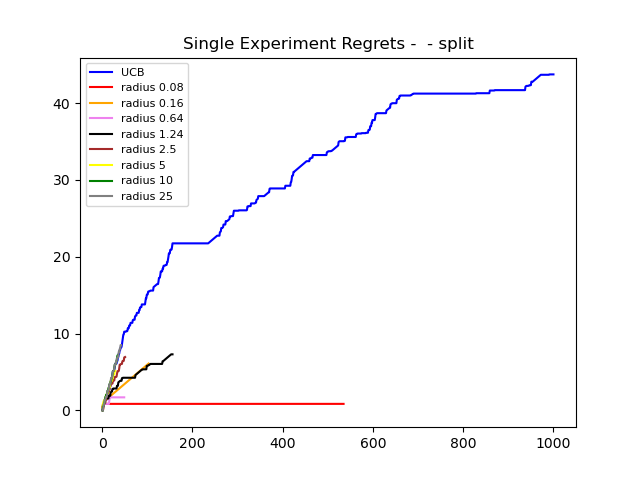 Single Experiment Regrets -  - split
UCB
radius 0.08
radius 0.16
radius 0.64
radius 1.24
radius 2.5
radius 5
radius 10
radius 25
40
30
20
10
0
0 200 400 600 800 1000